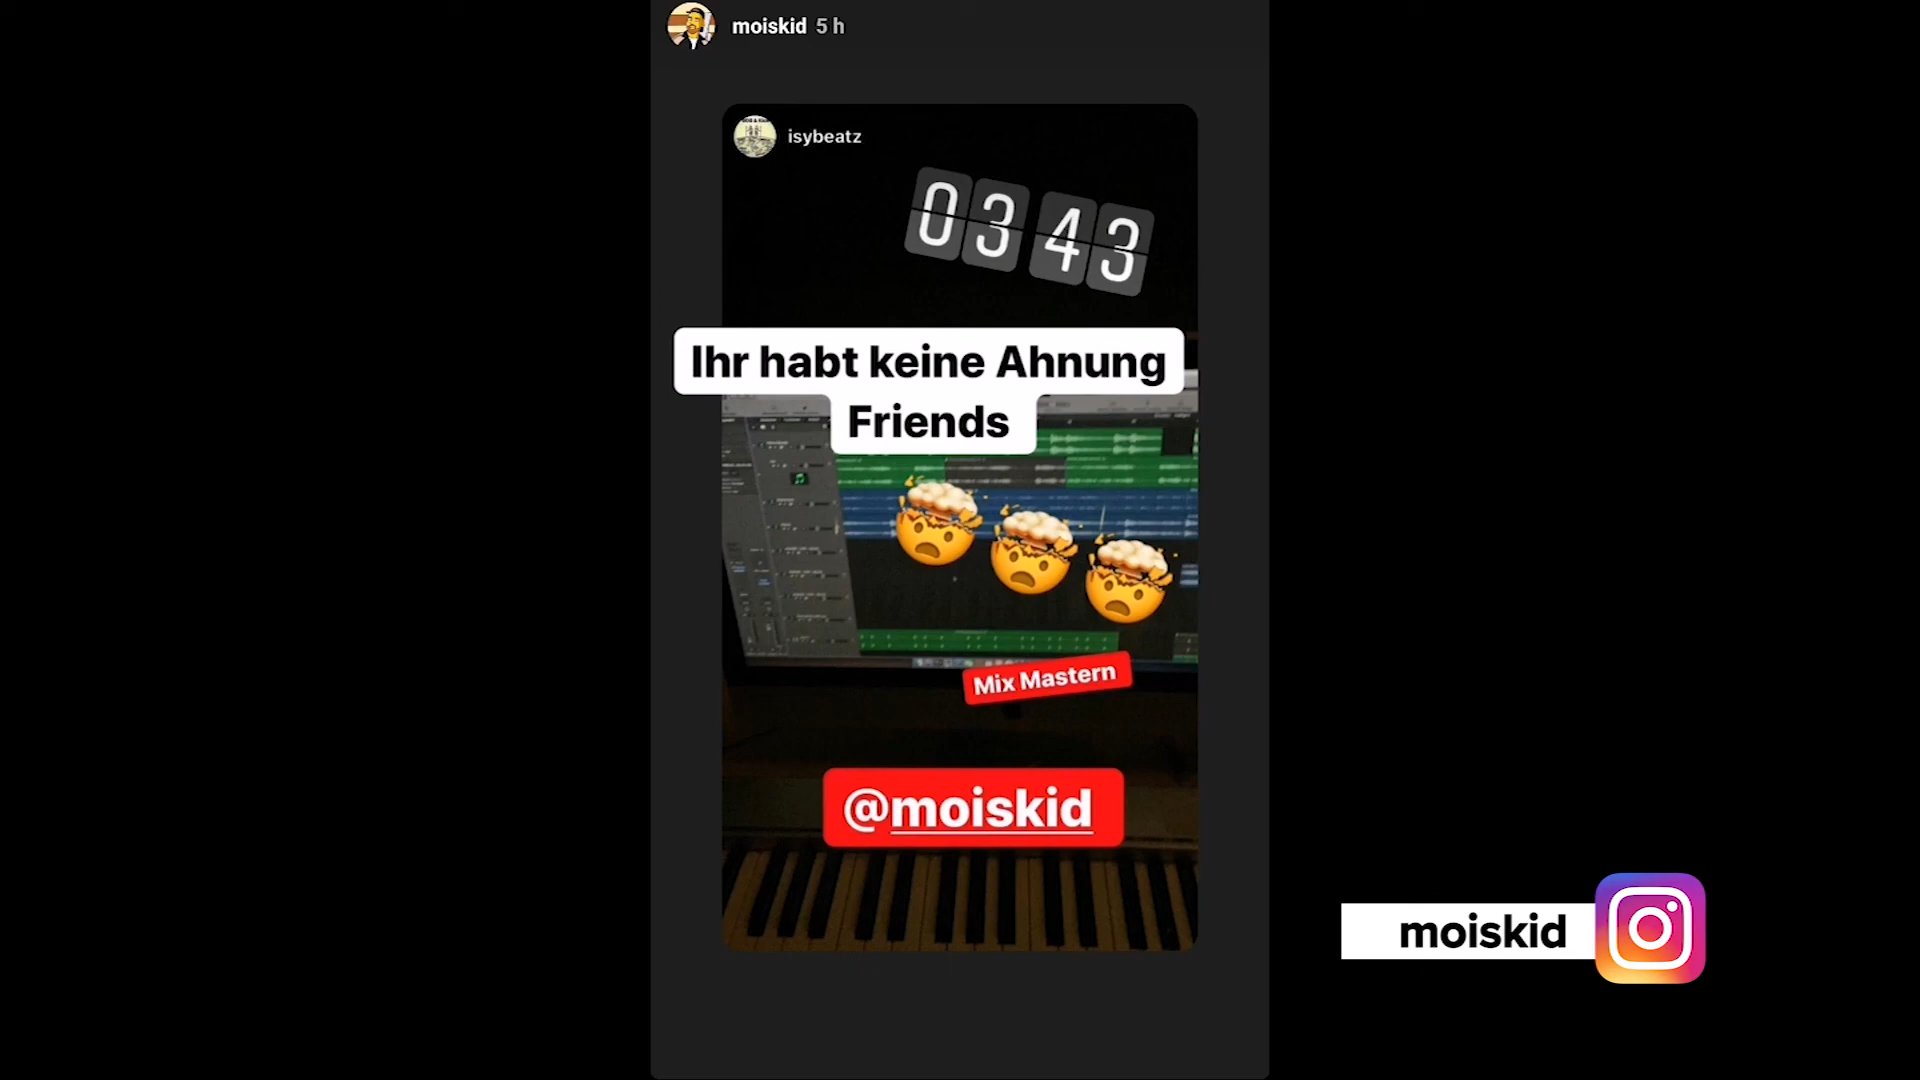 moiskid 5 h
isybeatz
03 43
Ihr habt keine Ahnung
Friends
Mix Mastern
@moiskid
moiskid